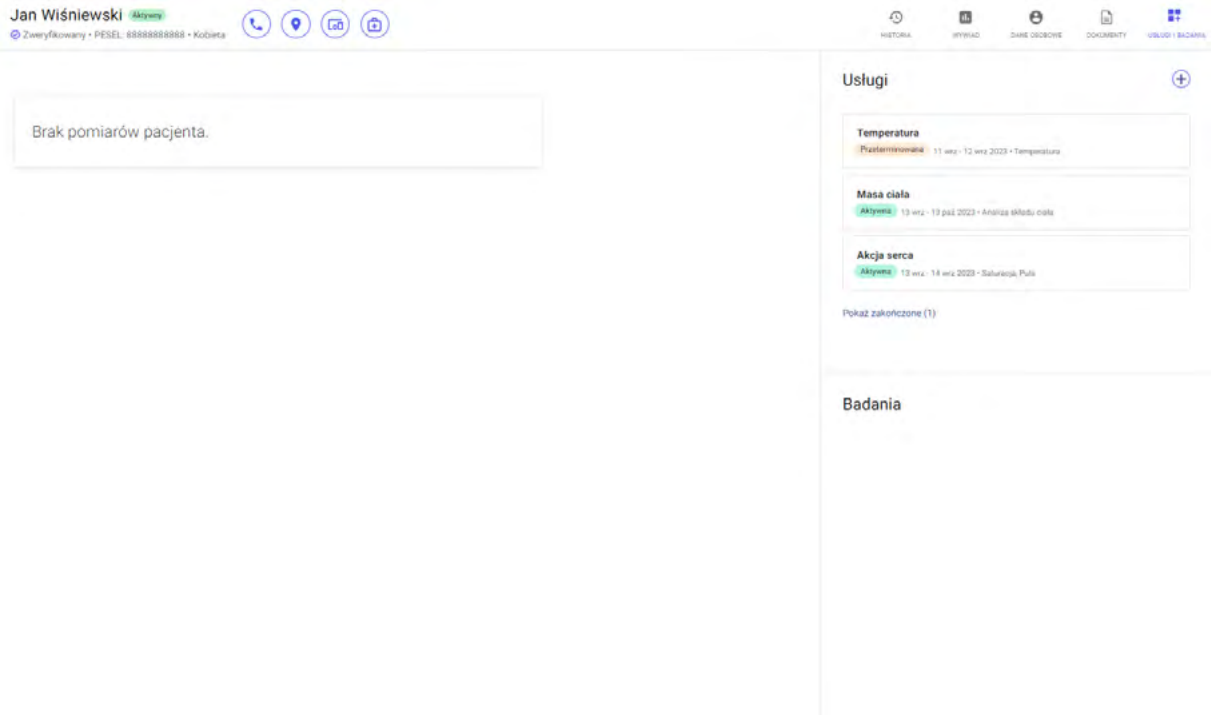 Jan Wiśniewski Aktywny
Zweryfikowany • PESEL: 88888888888 • Kobieta
HISTORIA
WYWIAD
DANE OSOBOWE
DOKUMENTY
USŁUGI I BADANIA
Brak pomiarów pacjenta.
Usługi
Temperatura
Przeterminowana 11 wrz - 12 wrz 2023 • Temperatura
Masa ciała
Aktywna 13 wrz - 13 paź 2023 • Analiza składu ciała
Akcja serca
Aktywna 13 wrz - 14 wrz 2023 • Saturacja, Puls
Pokaż zakończone (1)
Badania